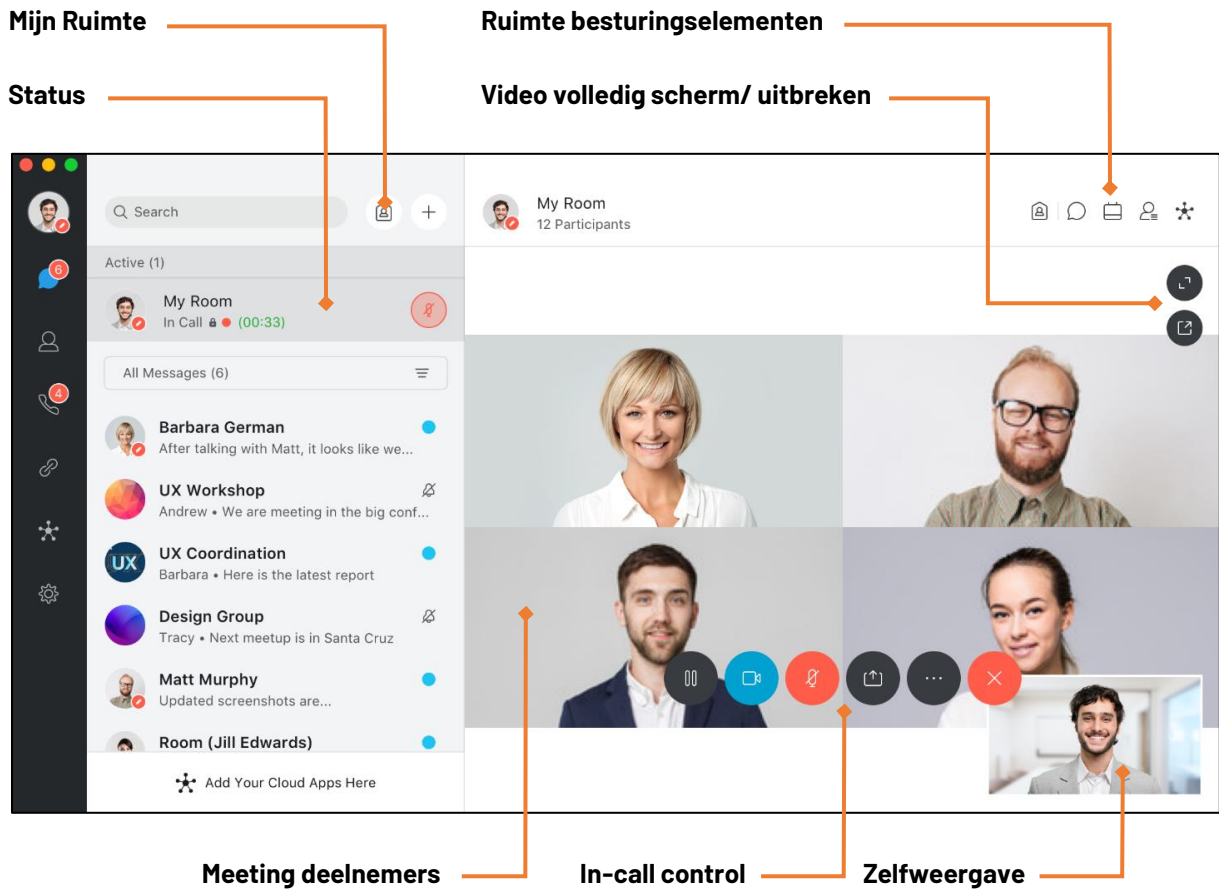 Mijn Ruimte
Ruimte besturingselementen
Status
Video volledig scherm/ uitbreken
Search
My Room
12 Participants
Active (1)
6
My Room
In Call (00:33)
All Messages (6)
4
Barbara German
After talking with Matt, it looks like we...
UX Workshop
Andrew • We are meeting in the big conf...
UX
UX Coordination
Barbara • Here is the latest report
Design Group
Tracy • Next meetup is in Santa Cruz
Matt Murphy
Updated screenshots are...
Room (Jill Edwards)
Add Your Cloud Apps Here
Meeting deelnemers
In-call control
Zelfweergave